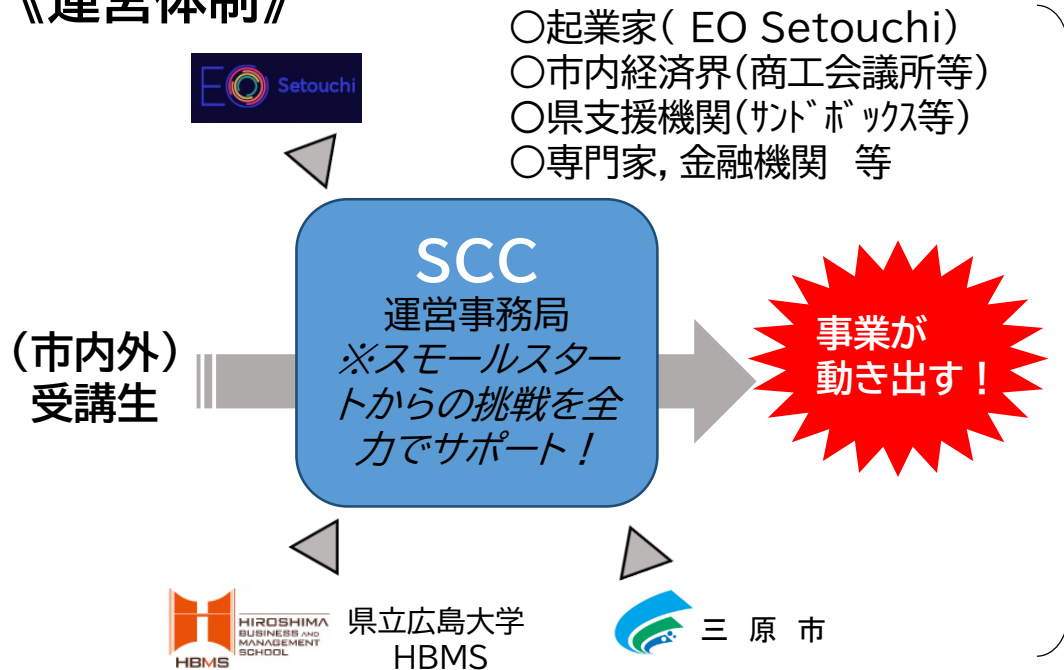 《運営体制》
EO Setouchi
○起業家( EO Setouchi)
○市内経済界(商工会議所等)
○県支援機関(ｻﾝﾄﾞﾎﾞｯｸｽ等)
○専門家, 金融機関　等
SCC
運営事務局
※スモールスター
トからの挑戦を全
力でサポート！
(市内外)
受講生
事業が
動き出す！
HBMS
HIROSHIMA
BUSINESS AND
MANAGEMENT
SCHOOL
県立広島大学
HBMS
三 原 市